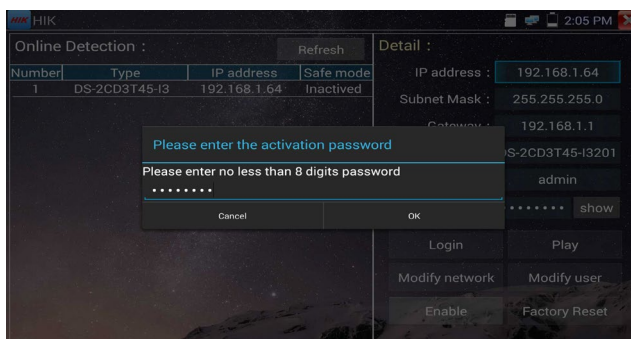 HIK HIK 2:05 PM
Online Detection : Refresh
Number Type IP address Safe mode
1 DS-2CD3T45-I3 192.168.1.64 Inactived
Detail :
IP address : 192.168.1.64
Subnet Mask : 255.255.255.0
Gateway : 192.168.1.1
DS-2CD3T45-I3201
admin
show
Please enter the activation password
Please enter no less than 8 digits password
Cancel OK
Login Play
Modify network Modify user
Enable Factory Reset